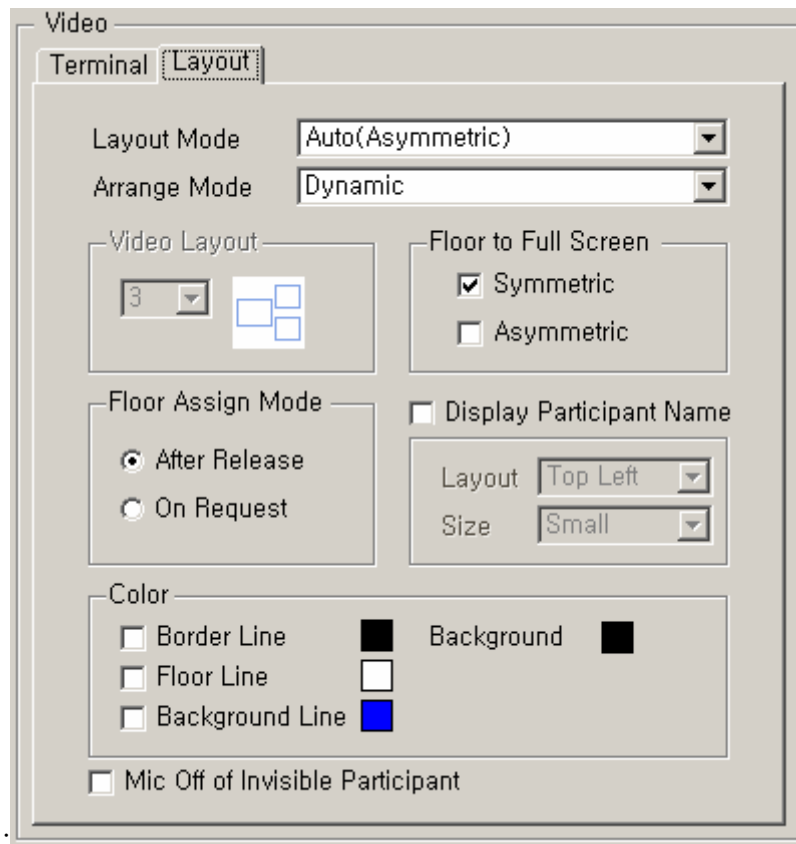 Video
Terminal Layout
Layout Mode Auto(Asymmetric)
Arrange Mode Dynamic
Video Layout
3
Floor to Full Screen
Symmetric
Asymmetric
Floor Assign Mode
After Release
On Request
Display Participant Name
Layout Top Left
Size Small
Color
Border Line Background
Floor Line
Background Line
Mic Off of Invisible Participant
.